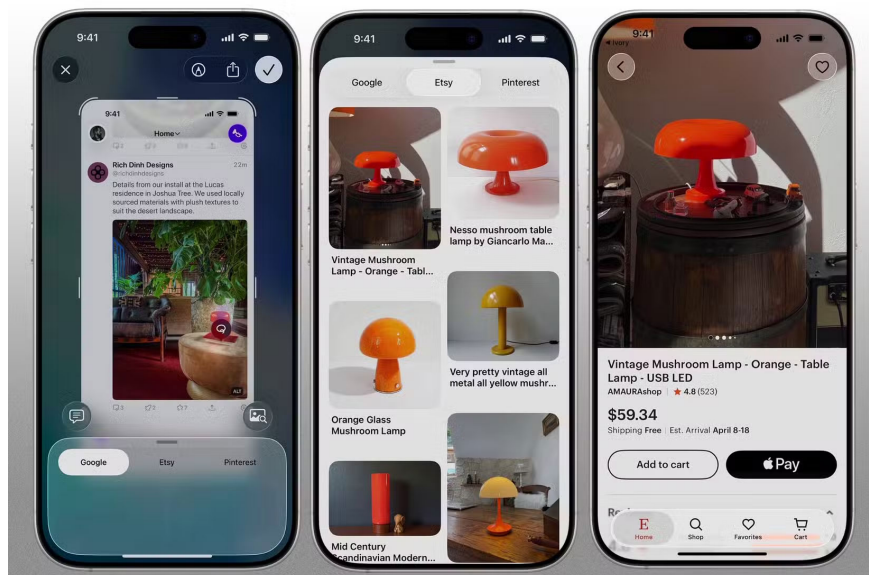 9:41
9:41
Home
Rich Dinh Designs
22m
@richdinhdesigns
Details from our install at the Lucas
residence in Joshua Tree. We used locally
sourced materials with plush textures to
suit the desert landscape.
ALT
Google
Etsy
Pinterest
9:41
Google
Etsy
Pinterest
Vintage Mushroom
Lamp - Orange - Tabl...
Nesso mushroom table
lamp by Giancarlo Ma...
Orange Glass
Mushroom Lamp
Very pretty vintage all
metal all yellow mushr...
Mid Century
Scandinavian Modern...
9:41
Ivory
Vintage Mushroom Lamp - Orange - Table
Lamp - USB LED
AMAURAshop
4.8 (523)
$59.34
Shipping Free
Est. Arrival April 8-18
Add to cart
Pay
E
Home
Shop
Favorites
Cart